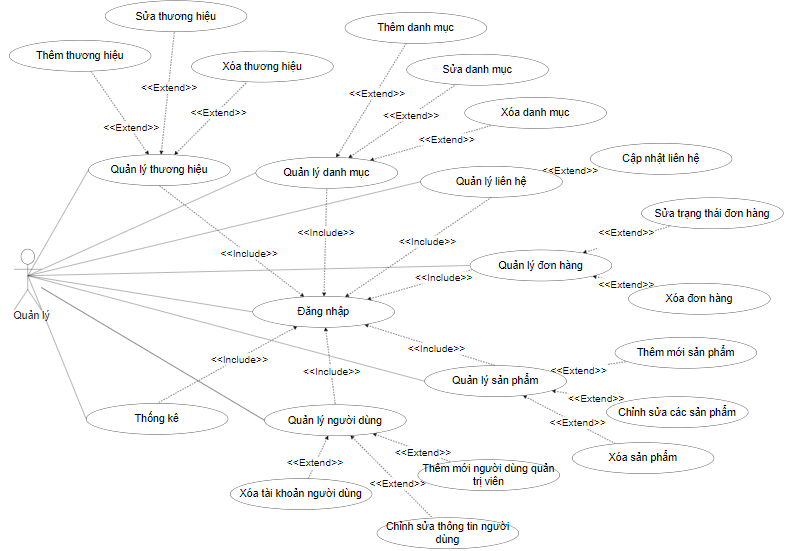 Sửa thương hiệu
Thêm danh mục
Thêm thương hiệu
Xóa thương hiệu
Sửa danh mục
<<Extend>>
<<Extend>>
<<Extend>>
<<Extend>>
Xóa danh mục
<<Extend>>
<<Extend>>
Cập nhật liên hệ
Quản lý thương hiệu
Quản lý danh mục
<<Extend>>
Quản lý liên hệ
Sửa trạng thái đơn hàng
<<Include>>
<<Extend>>
<<Include>>
<<Include>>
Quản lý đơn hàng
<<Include>>
<<Extend>>
Xóa đơn hàng
Quản lý
Đăng nhập
<<Include>>
<<Include>>
Thêm mới sản phẩm
<<Include>>
<<Extend>>
Quản lý sản phẩm
<<Extend>>
Chỉnh sửa các sản phẩm
Thống kê
Quản lý người dùng
<<Extend>>
<<Extend>>
<<Extend>>
Xóa sản phẩm
Thêm mới người dùng quản
trị viên
<<Extend>>
Xóa tài khoản người dùng
Chỉnh sửa thông tin người
dùng